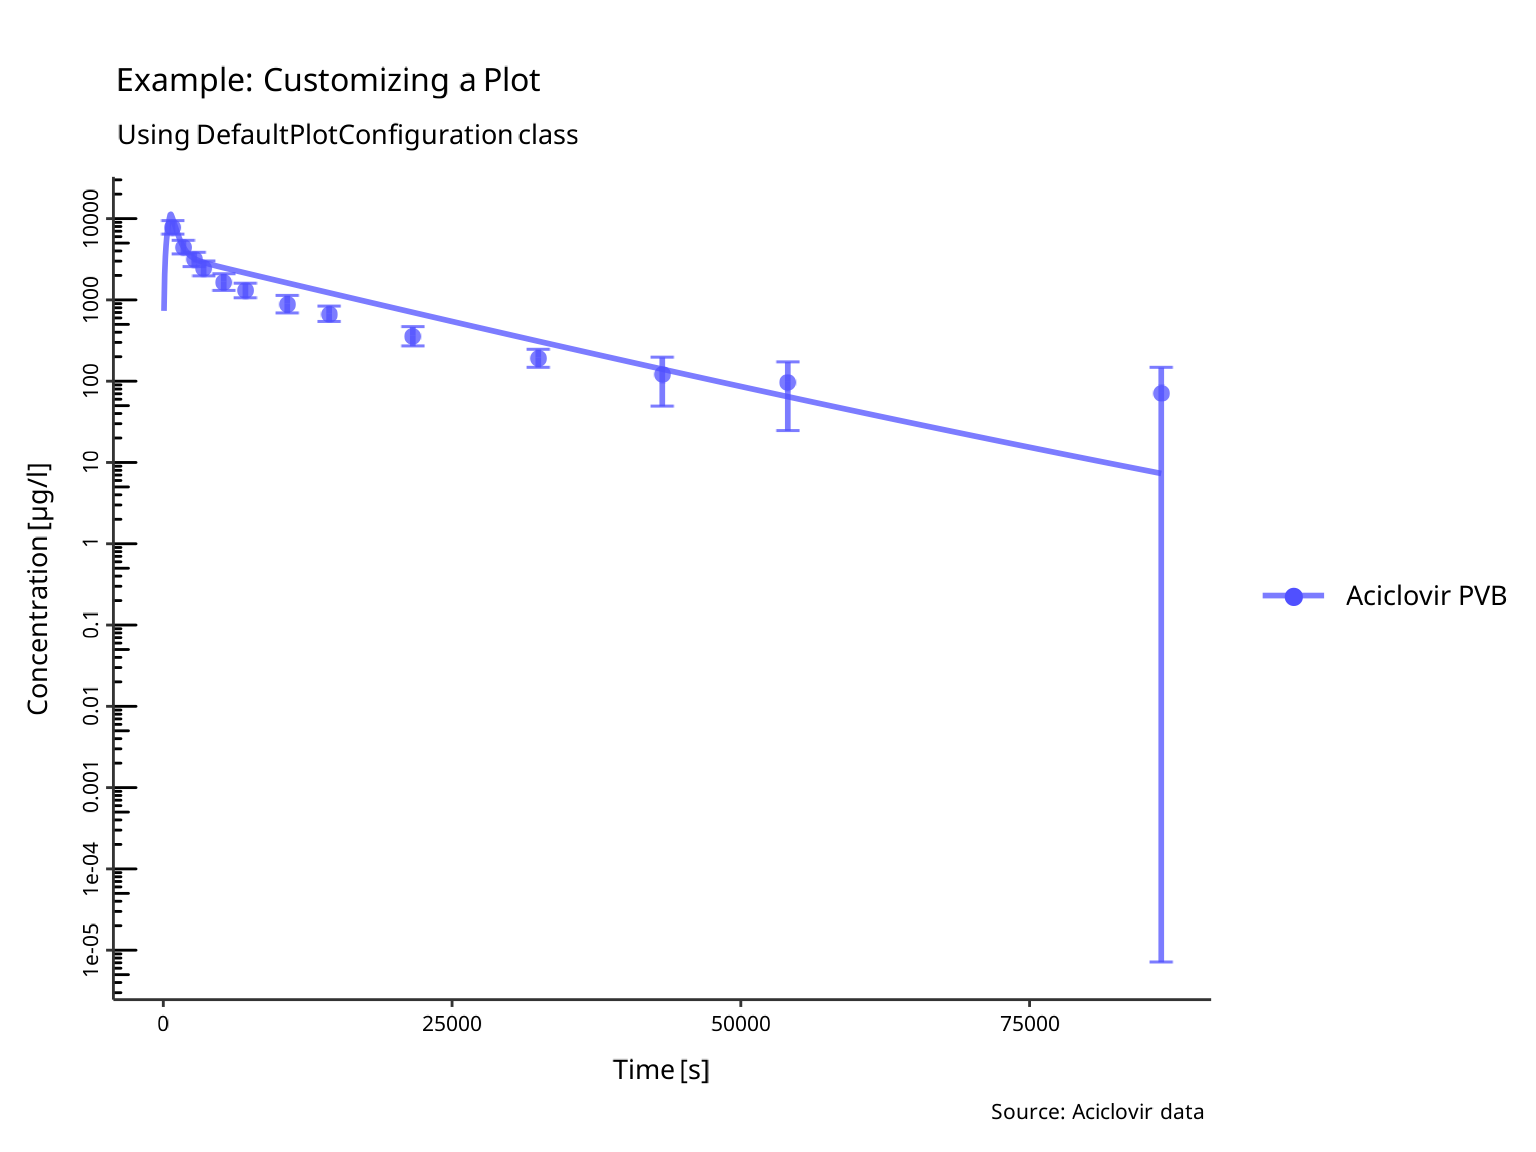 Example: Customizing a Plot
Using DefaultPlotConfiguration class
Concentration [µg/l]
10000
1000
100
10
1
0.1
0.01
0.001
1e-04
1e-05
0
25000
50000
75000
Time [s]
Aciclovir PVB
Source: Aciclovir data